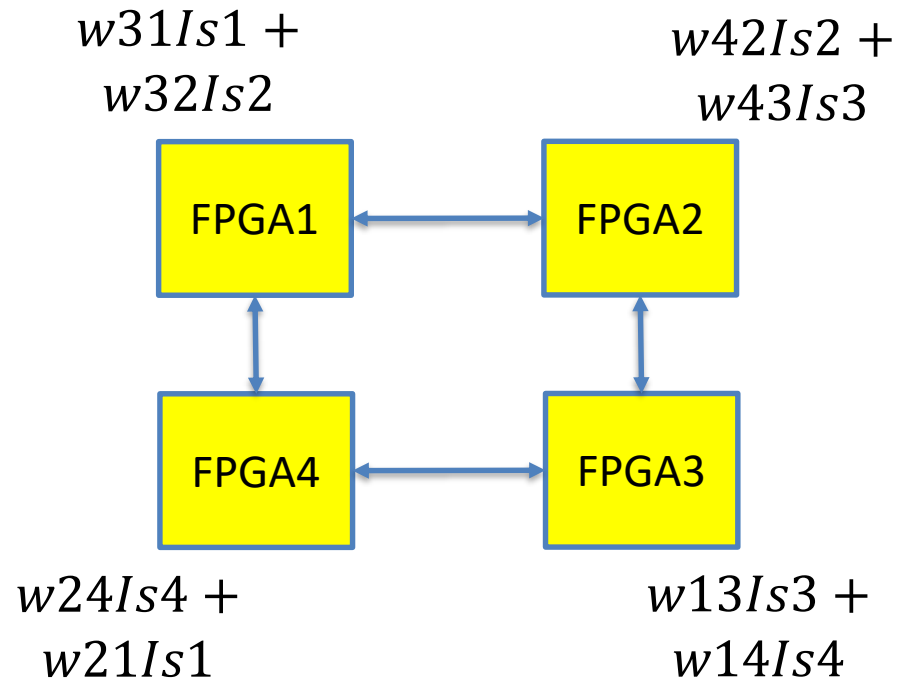 w31Is1 +
w32Is2
w42Is2 +
w43Is3
FPGA1
FPGA2
FPGA4
FPGA3
w24Is4 +
w21Is1
w13Is3 +
w14Is4